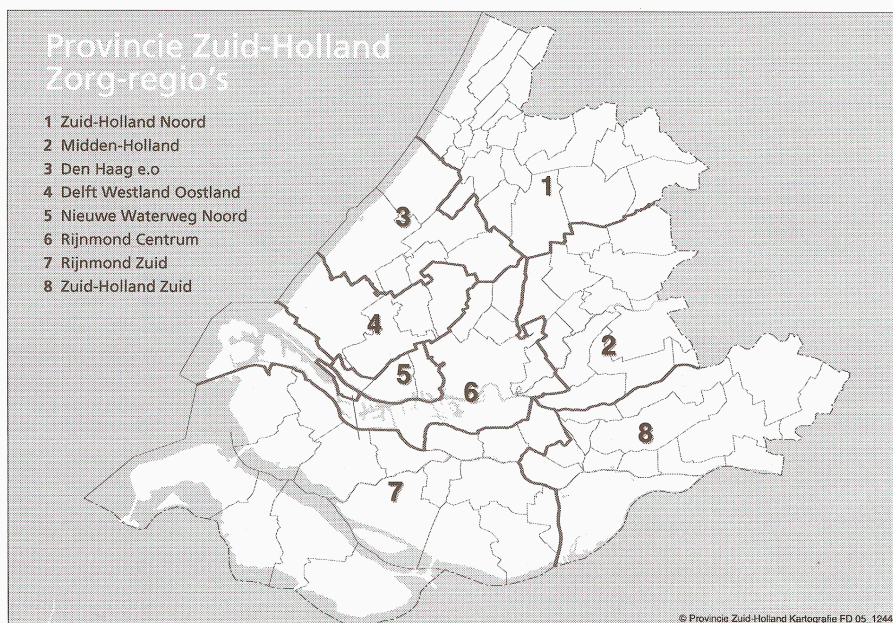 Provincie Zuid-Holland
Zorg-regio's
1 Zuid-Holland Noord
2 Midden-Holland
3 Den Haag e.o
4 Delft Westland Oostland
5 Nieuwe Waterweg Noord
6 Rijnmond Centrum
7 Rijnmond Zuid
8 Zuid-Holland Zuid
1
3
4
2
5
6
8
7
© Provincie Zuid-Holland Kartografie FD 05_1244